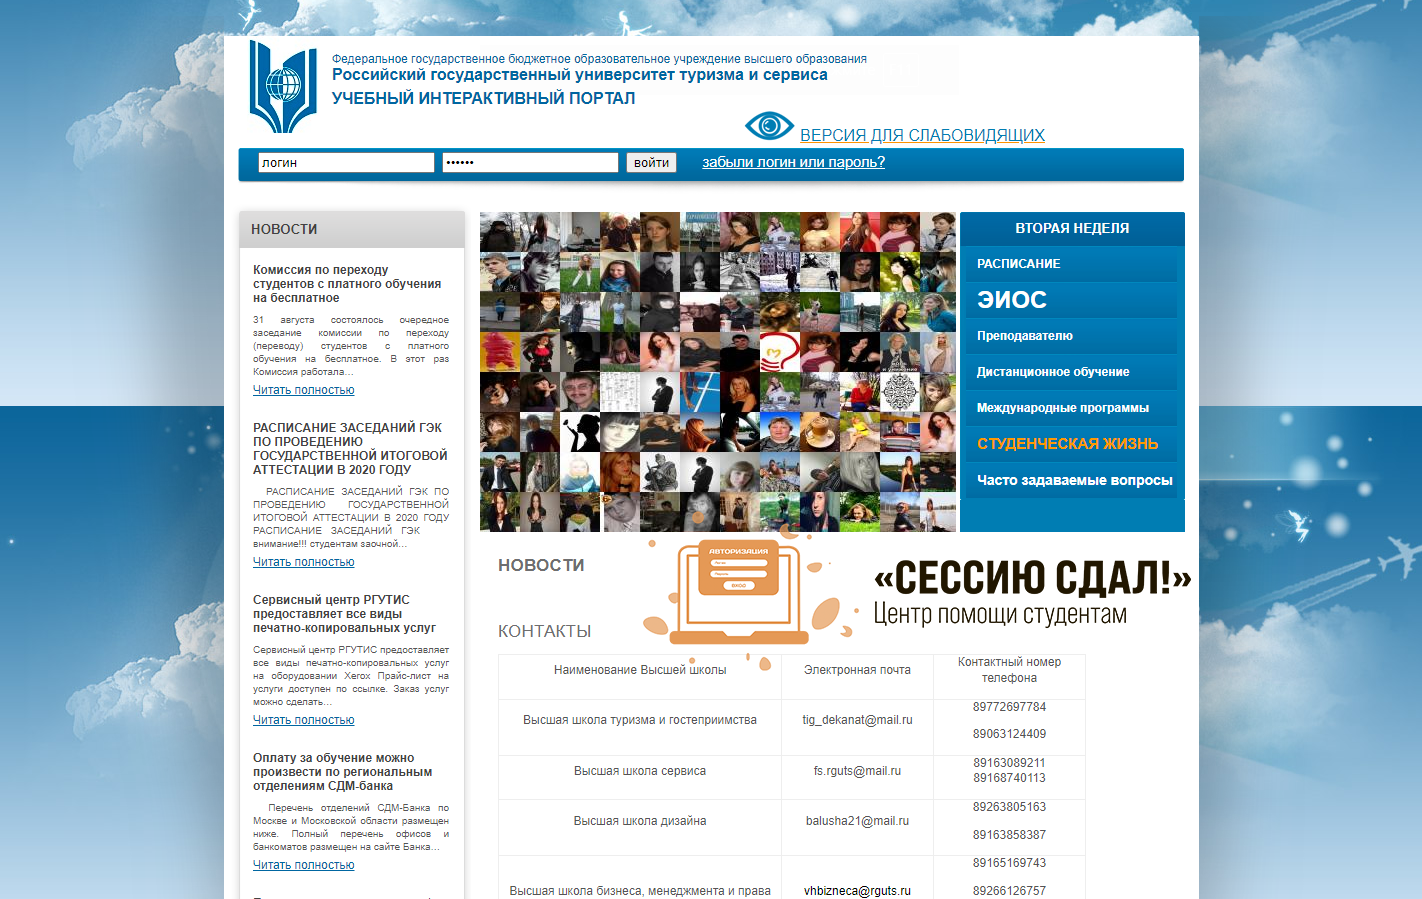 Федеральное государственное бюджетное образовательное учреждение высшего образования
Российский государственный университет туризма и сервиса
УЧЕБНЫЙ ИНТЕРАКТИВНЫЙ ПОРТАЛ
ВЕРСИЯ ДЛЯ СЛАБОВИДЯЩИХ
логин
••••••
войти
забыли логин или пароль?
НОВОСТИ
Комиссия по переходу
студентов с платного обучения
на бесплатное
31 августа состоялось очередное
заседание комиссии по переходу
(переводу) студентов с платного
обучения на бесплатное. В этот раз
Комиссия работала...
Читать полностью
РАСПИСАНИЕ ЗАСЕДАНИЙ ГЭК
ПО ПРОВЕДЕНИЮ
ГОСУДАРСТВЕННОЙ ИТОГОВОЙ
АТТЕСТАЦИИ В 2020 ГОДУ
РАСПИСАНИЕ ЗАСЕДАНИЙ ГЭК ПО
ПРОВЕДЕНИЮ ГОСУДАРСТВЕННОЙ
ИТОГОВОЙ АТТЕСТАЦИИ В 2020 ГОДУ
РАСПИСАНИЕ ЗАСЕДАНИЙ ГЭК
внимание!!! студентам заочной...
Читать полностью
Сервисный центр РГУТИС
предоставляет все виды
печатно-копировальных услуг
Сервисный центр РГУТИС предоставляет
все виды печатно-копировальных услуг
на оборудовании Xerox Прайс-лист на
услуги доступен по ссылке. Заказ услуг
можно сделать...
Читать полностью
Оплату за обучение можно
произвести по региональным
отделениям СДМ-банка
Перечень отделений СДМ-Банка по
Москве и Московской области размещен
ниже. Полный перечень офисов и
банкоматов размещен на сайте Банка...
Читать полностью
ВТОРАЯ НЕДЕЛЯ
РАСПИСАНИЕ
ЭИОС
Преподавателю
Дистанционное обучение
Международные программы
СТУДЕНЧЕСКАЯ ЖИЗНЬ
Часто задаваемые вопросы
НОВОСТИ
АВТОРИЗАЦИЯ
ВХОД
«СЕССИЮ СДАЛ!»
Центр помощи студентам
КОНТАКТЫ
Наименование Высшей школы Электронная почта Контактный номер
телефона
Высшая школа туризма и гостеприимства tig_dekanat@mail.ru 89772697784
89063124409
Высшая школа сервиса fs.rguts@mail.ru 89163089211
89168740113
Высшая школа дизайна balusha21@mail.ru 89263805163
89163858387
89165169743
Высшая школа бизнеса, менеджмента и права vhbizneca@rguts.ru 89266126757